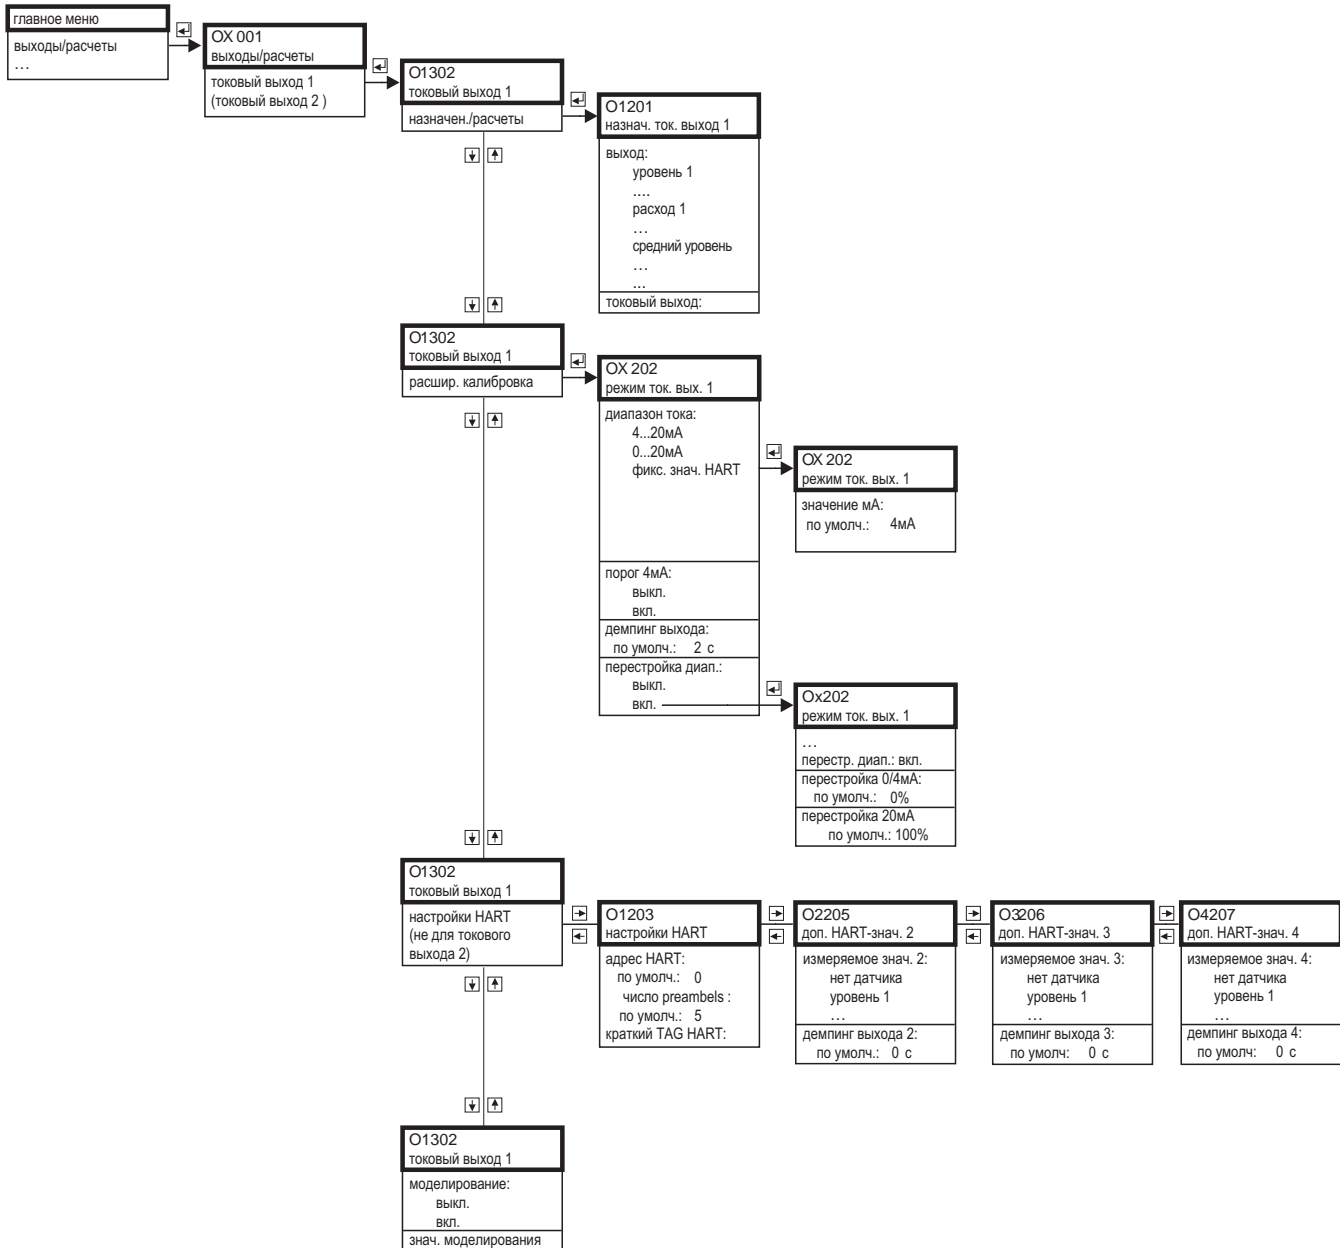 главное меню
выходы/расчеты
...
OX 001
выходы/расчеты
токовый выход 1
(токовый выход 2 )
O1302
токовый выход 1
назначен./расчеты
O1201
назнач. ток. выход 1
выход:
уровень 1
....
расход 1
...
средний уровень
...
...
токовый выход:
O1302
токовый выход 1
расшир. калибровка
OX 202
режим ток. вых. 1
диапазон тока:
4...20мА
0...20мА
фикс. знач. HART
порог 4мА:
выкл.
вкл.
демпинг выхода:
по умолч.: 2 с
перестройка диап.:
выкл.
вкл.
OX 202
режим ток. вых. 1
значение мА:
по умолч.: 4мА
Ox202
режим ток. вых. 1
...
перестр. диап.: вкл.
перестройка 0/4мА:
по умолч.: 0%
перестройка 20мА
по умолч.: 100%
O1302
токовый выход 1
настройки HART
(не для токового
выхода 2)
O1203
настройки HART
адрес HART:
по умолч.: 0
число preambels :
по умолч.: 5
краткий TAG HART:
O2205
доп. HART-знач. 2
измеряемое знач. 2:
нет датчика
уровень 1
...
демпинг выхода 2:
по умолч.: 0 с
O3206
доп. HART-знач. 3
измеряемое знач. 3:
нет датчика
уровень 1
...
демпинг выхода 3:
по умолч: 0 с
O4207
доп. HART-знач. 4
измеряемое знач. 4:
нет датчика
уровень 1
...
демпинг выхода 4:
по умолч: 0 с
O1302
токовый выход 1
моделирование:
выкл.
вкл.
знач. моделирования